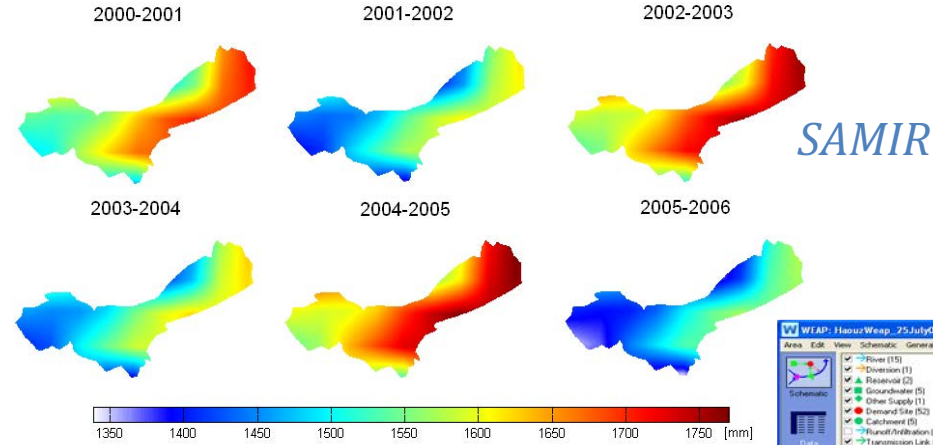 2000-2001 2001-2002 2002-2003
SAMIR
2003-2004 2004-2005 2005-2006
1350 1400 1450 1500 1550 1600 1650 1700 1750 [mm]
WEAP: HaouzWeap_25July0
Area Edit View Schematic General
Schematic
Data
River (15)
Diversion (1)
Reservoir (2)
Groundwater (5)
Other Supply (1)
Demand Site (52)
Catchment (5)
Runoff/Infiltration
Transmission Link